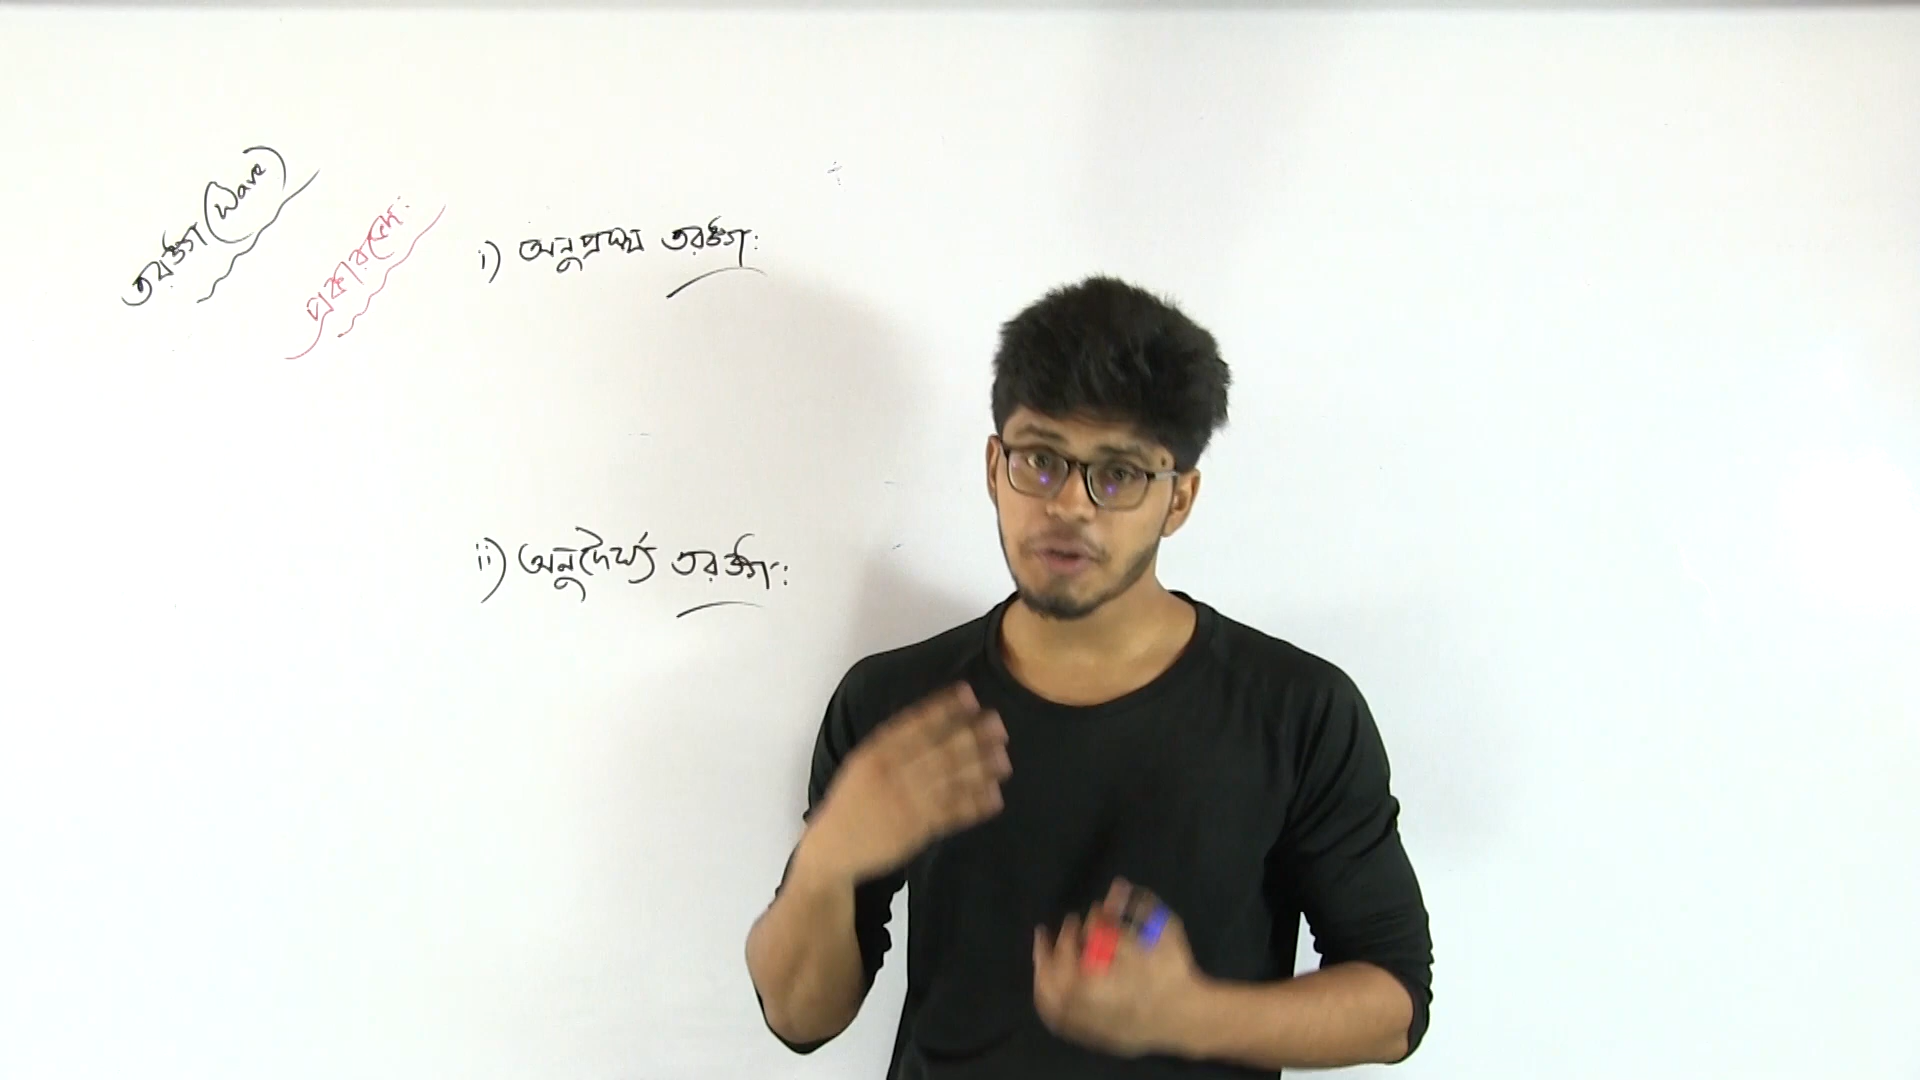 তরঙ্গ (Wave)
প্রকারভেদ:
i) অনুপ্রস্থ তরঙ্গ:
ii) অনুদৈর্ঘ্য তরঙ্গ: